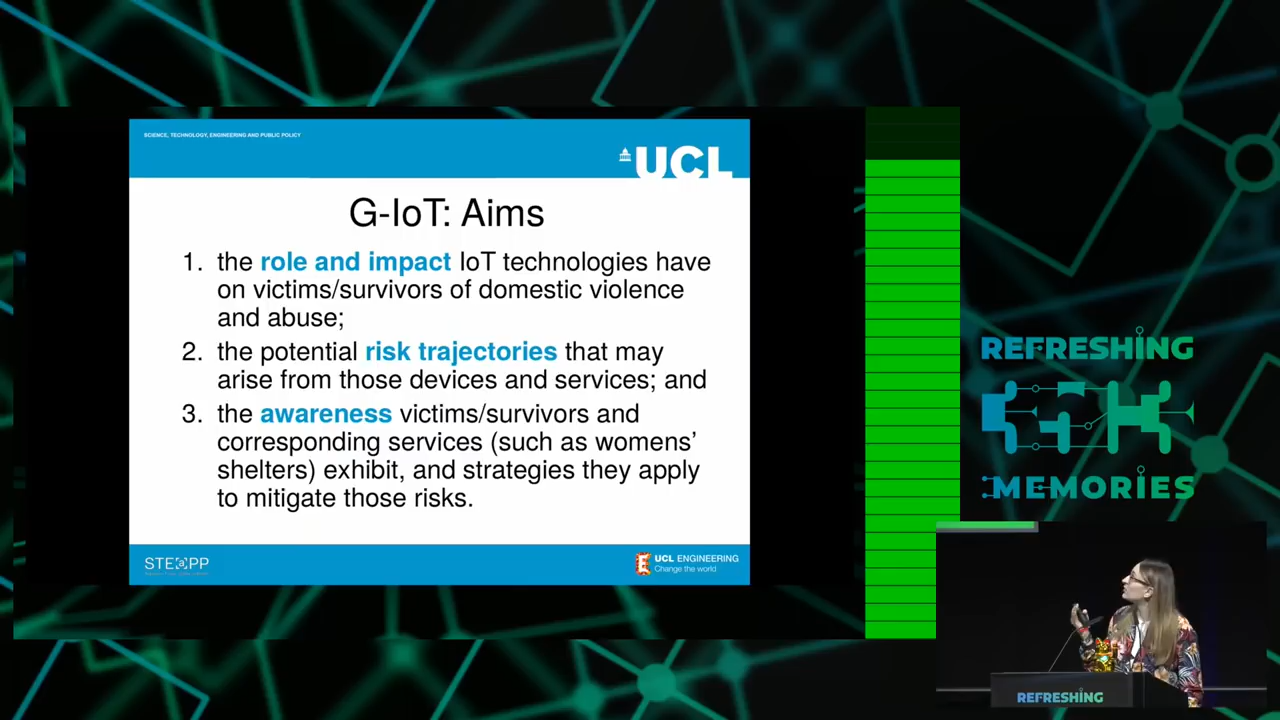 SCIENCE, TECHNOLOGY, ENGINEERING AND PUBLIC POLICY
UCL
G-IoT: Aims
1. the role and impact IoT technologies have
on victims/survivors of domestic violence
and abuse;
2. the potential risk trajectories that may
arise from those devices and services; and
3. the awareness victims/survivors and
corresponding services (such as womens’
shelters) exhibit, and strategies they apply
to mitigate those risks.
STEaPP
UCL ENGINEERING
Change the world
REFRESHING
MEMORIES
REFRESHING